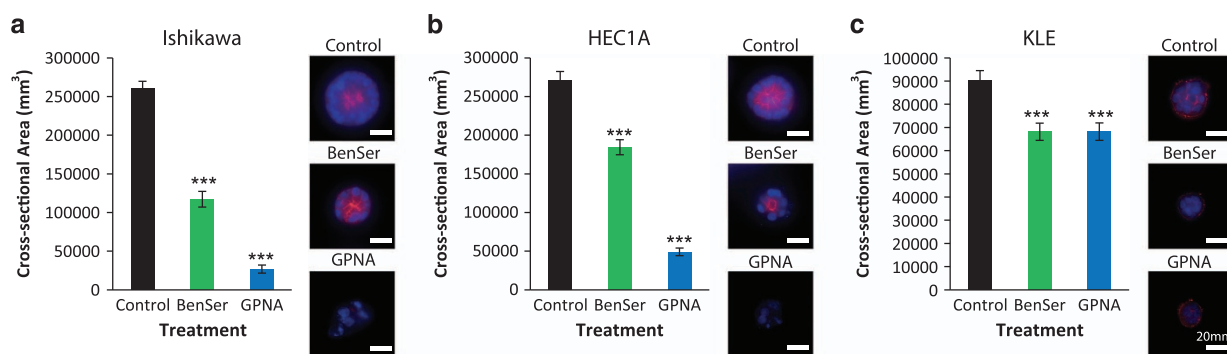 a
Ishikawa
Cross-sectional Area (mm³)
300000
250000
200000
150000
100000
50000
0
***
***
Control
BenSer
GPNA
Treatment
Control
BenSer
GPNA
b
HEC1A
Cross-sectional Area (mm³)
300000
250000
200000
150000
100000
50000
0
***
***
Control
BenSer
GPNA
Treatment
Control
BenSer
GPNA
c
KLE
Cross-sectional Area (mm³)
100000
90000
80000
70000
60000
50000
40000
30000
20000
10000
0
***
***
Control
BenSer
GPNA
Treatment
Control
BenSer
GPNA
20mm